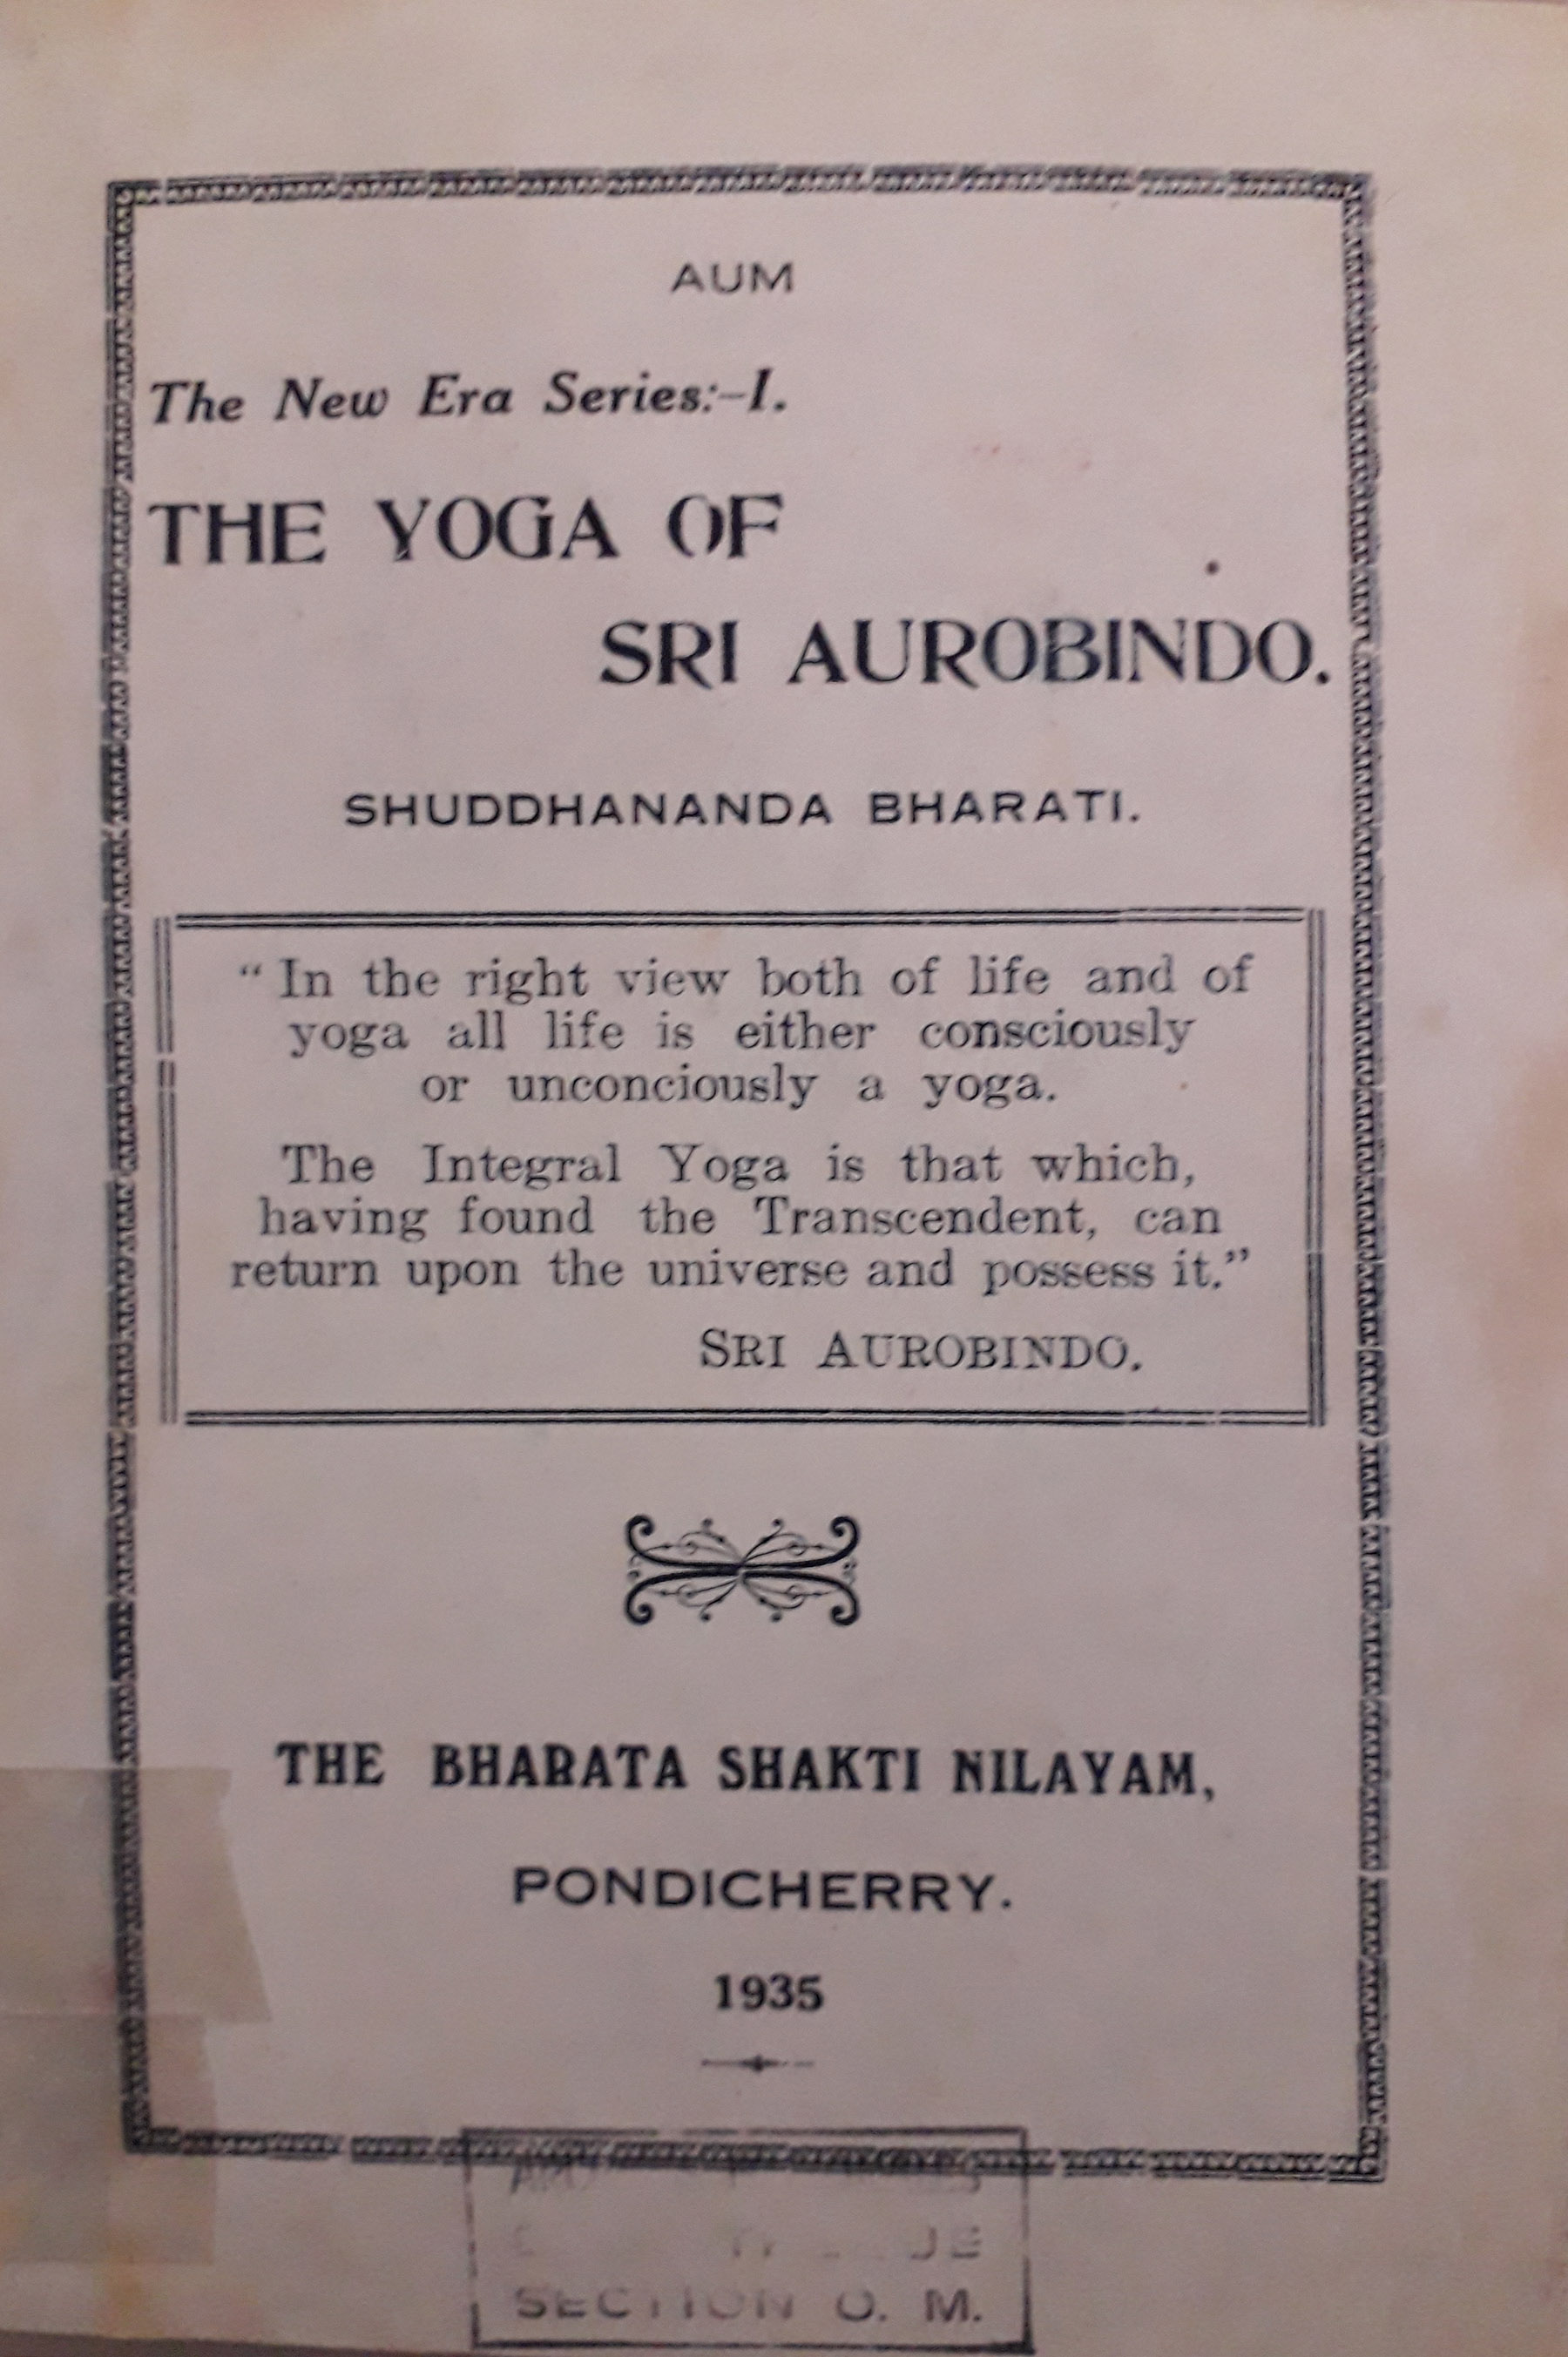 AUM
The New Era Series:-I.
THE YOGA OF
SRI AUROBINDO.
SHUDDHANANDA BHARATI.
“ In the right view both of life and of
yoga all life is either consciously
or unconciously a yoga.
The Integral Yoga is that which,
having found the Transcendent, can
return upon the universe and possess it.”
SRI AUROBINDO.
THE BHARATA SHAKTI NILAYAM,
PONDICHERRY.
1935
SECTION O. M.